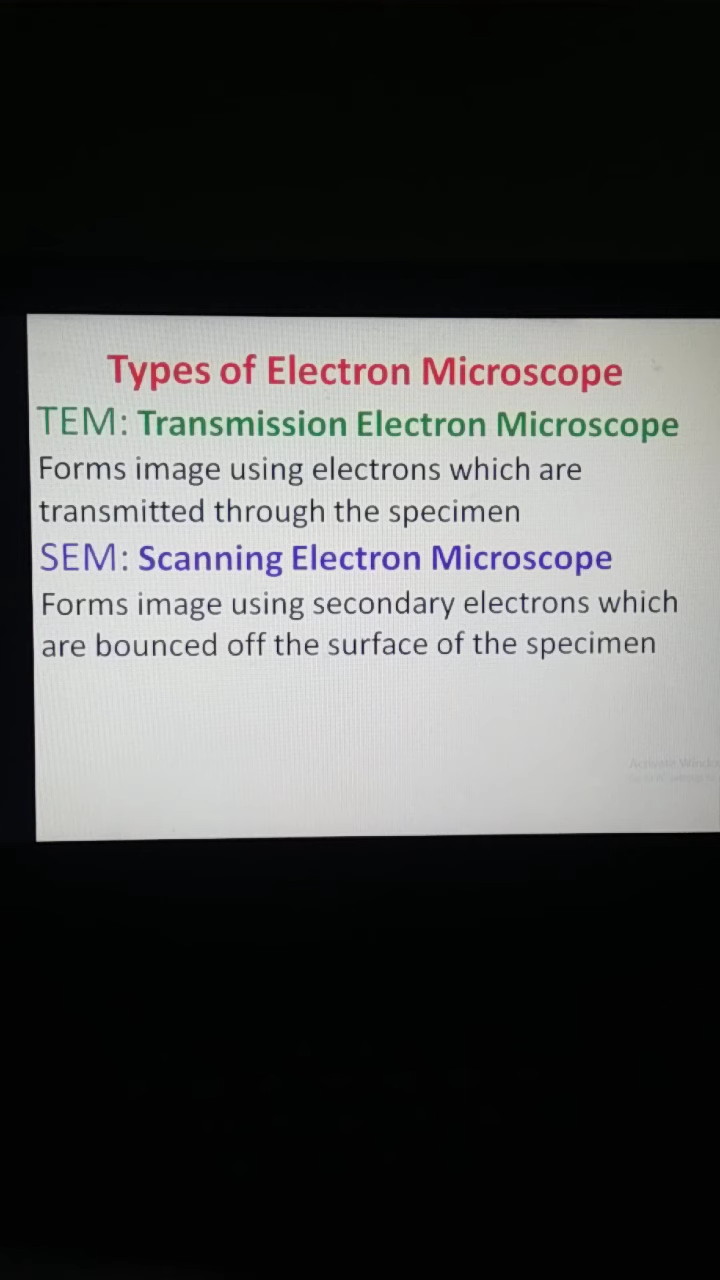 Types of Electron Microscope
TEM: Transmission Electron Microscope
Forms image using electrons which are
transmitted through the specimen
SEM: Scanning Electron Microscope
Forms image using secondary electrons which
are bounced off the surface of the specimen
Activate